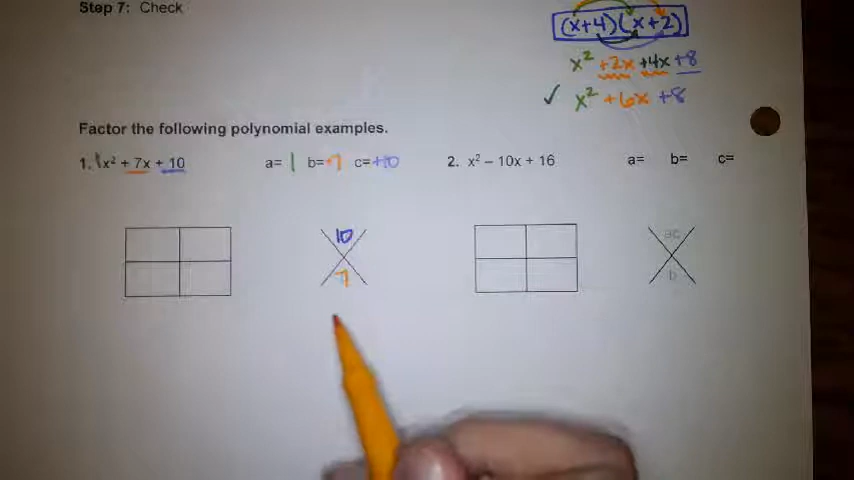 Step 7: Check
(x+4)(x+2)
x² +2x +4x +8
✓ x² +6x +8
Factor the following polynomial examples.
1. 1x² + 7x + 10 a= 1 b=+7 c=+10 2. x² – 10x + 16 a= b= c=
10 ac
7 b